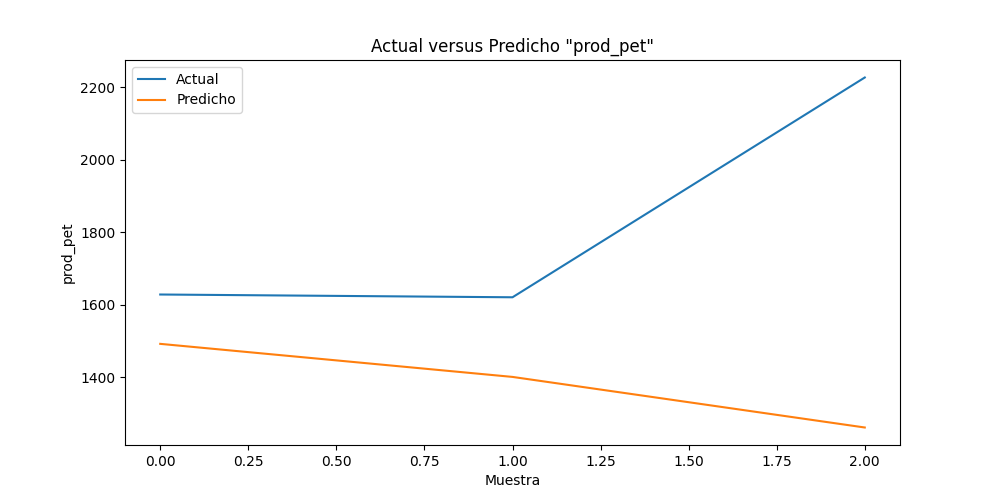 Actual versus Predicho "prod_pet"
Actual
Predicho
2200
2000
1800
1600
1400
prod_pet
0.00 0.25 0.50 0.75 1.00 1.25 1.50 1.75 2.00
Muestra